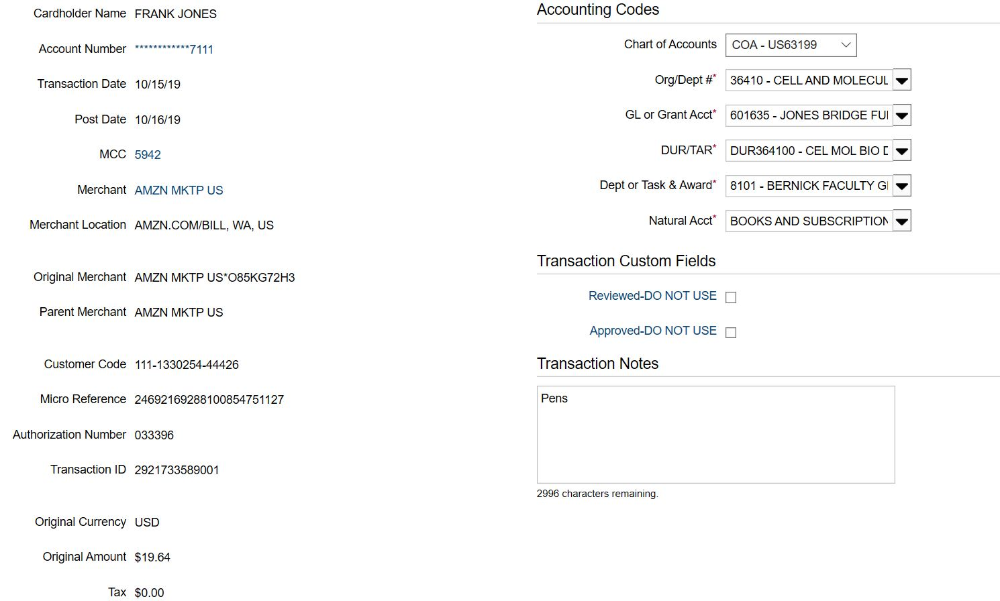 Cardholder Name FRANK JONES
Account Number ************7111
Transaction Date 10/15/19
Post Date 10/16/19
MCC 5942
Merchant AMZN MKTP US
Merchant Location AMZN.COM/BILL, WA, US
Original Merchant AMZN MKTP US*O85KG72H3
Parent Merchant AMZN MKTP US
Customer Code 111-1330254-44426
Micro Reference 24692169288100854751127
Authorization Number 033396
Transaction ID 2921733589001
Original Currency USD
Original Amount $19.64
Tax $0.00
Accounting Codes
Chart of Accounts COA - US63199
Org/Dept #* 36410 - CELL AND MOLECUL
GL or Grant Acct* 601635 - JONES BRIDGE FU
DUR/TAR* DUR364100 - CEL MOL BIO D
Dept or Task & Award* 8101 - BERNICK FACULTY G
Natural Acct* BOOKS AND SUBSCRIPTION
Transaction Custom Fields
Reviewed-DO NOT USE
Approved-DO NOT USE
Transaction Notes
Pens
2996 characters remaining.